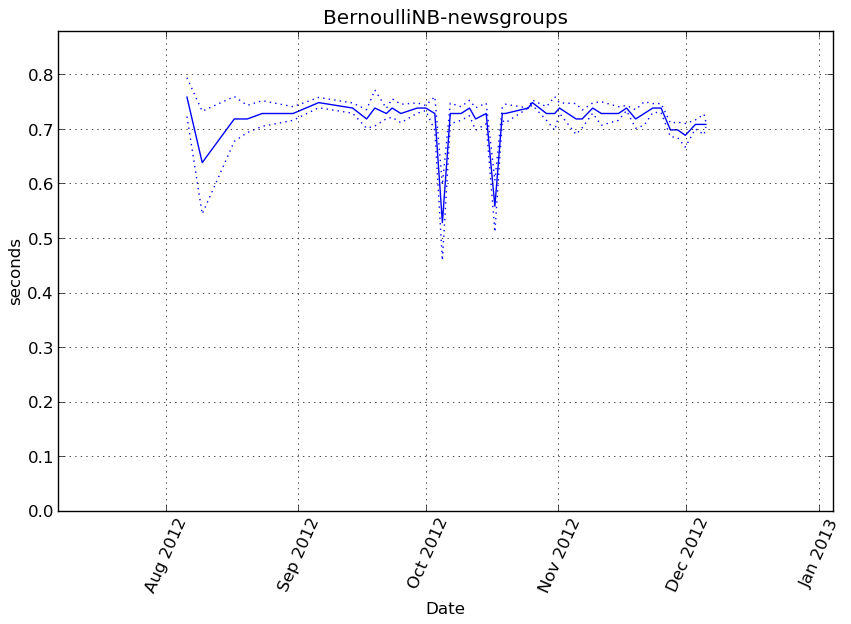 BernoulliNB-newsgroups
0.8
0.7
0.6
0.5
0.4
0.3
0.2
0.1
0.0
seconds
Aug 2012
Sep 2012
Oct 2012
Nov 2012
Dec 2012
Jan 2013
Date